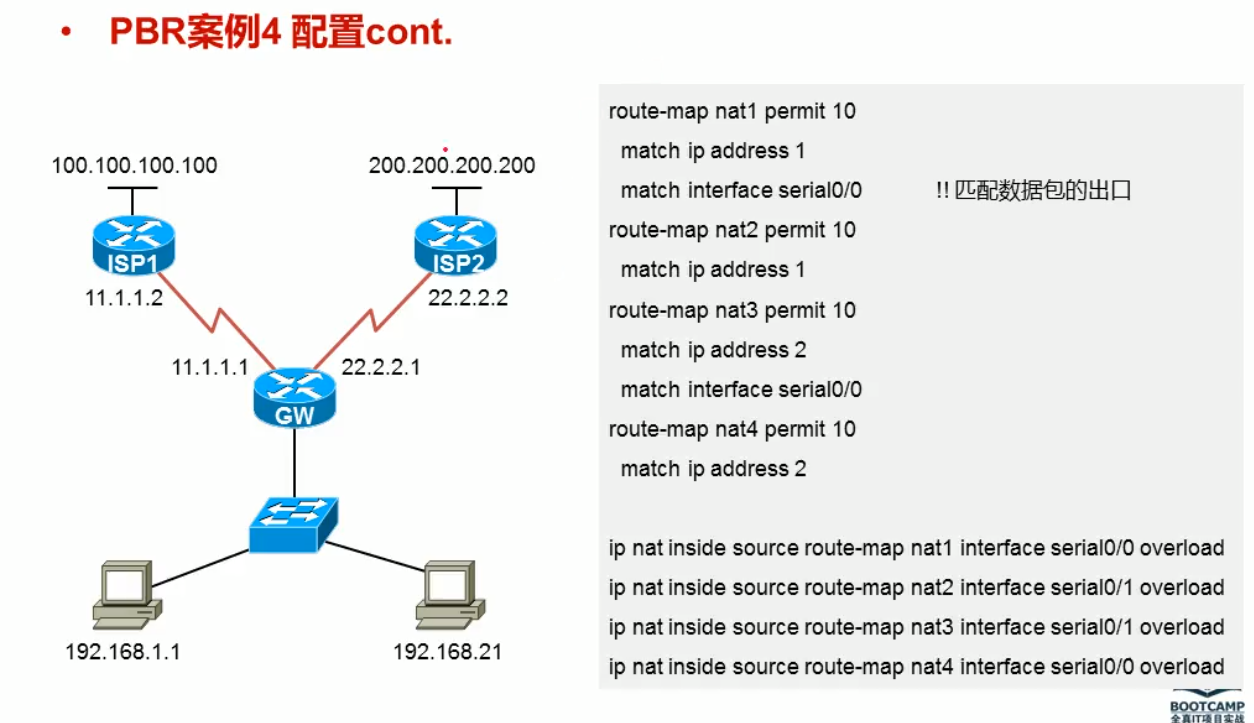 • PBR案例4 配置cont.
100.100.100.100
200.200.200.200
ISP1
ISP2
11.1.1.2
22.2.2.2
11.1.1.1
22.2.2.1
GW
192.168.1.1
192.168.21
route-map nat1 permit 10
match ip address 1
match interface serial0/0 !! 匹配数据包的出口
route-map nat2 permit 10
match ip address 1
route-map nat3 permit 10
match ip address 2
match interface serial0/0
route-map nat4 permit 10
match ip address 2
ip nat inside source route-map nat1 interface serial0/0 overload
ip nat inside source route-map nat2 interface serial0/1 overload
ip nat inside source route-map nat3 interface serial0/1 overload
ip nat inside source route-map nat4 interface serial0/0 overload
BOOTCAMP
全真IT项目实战